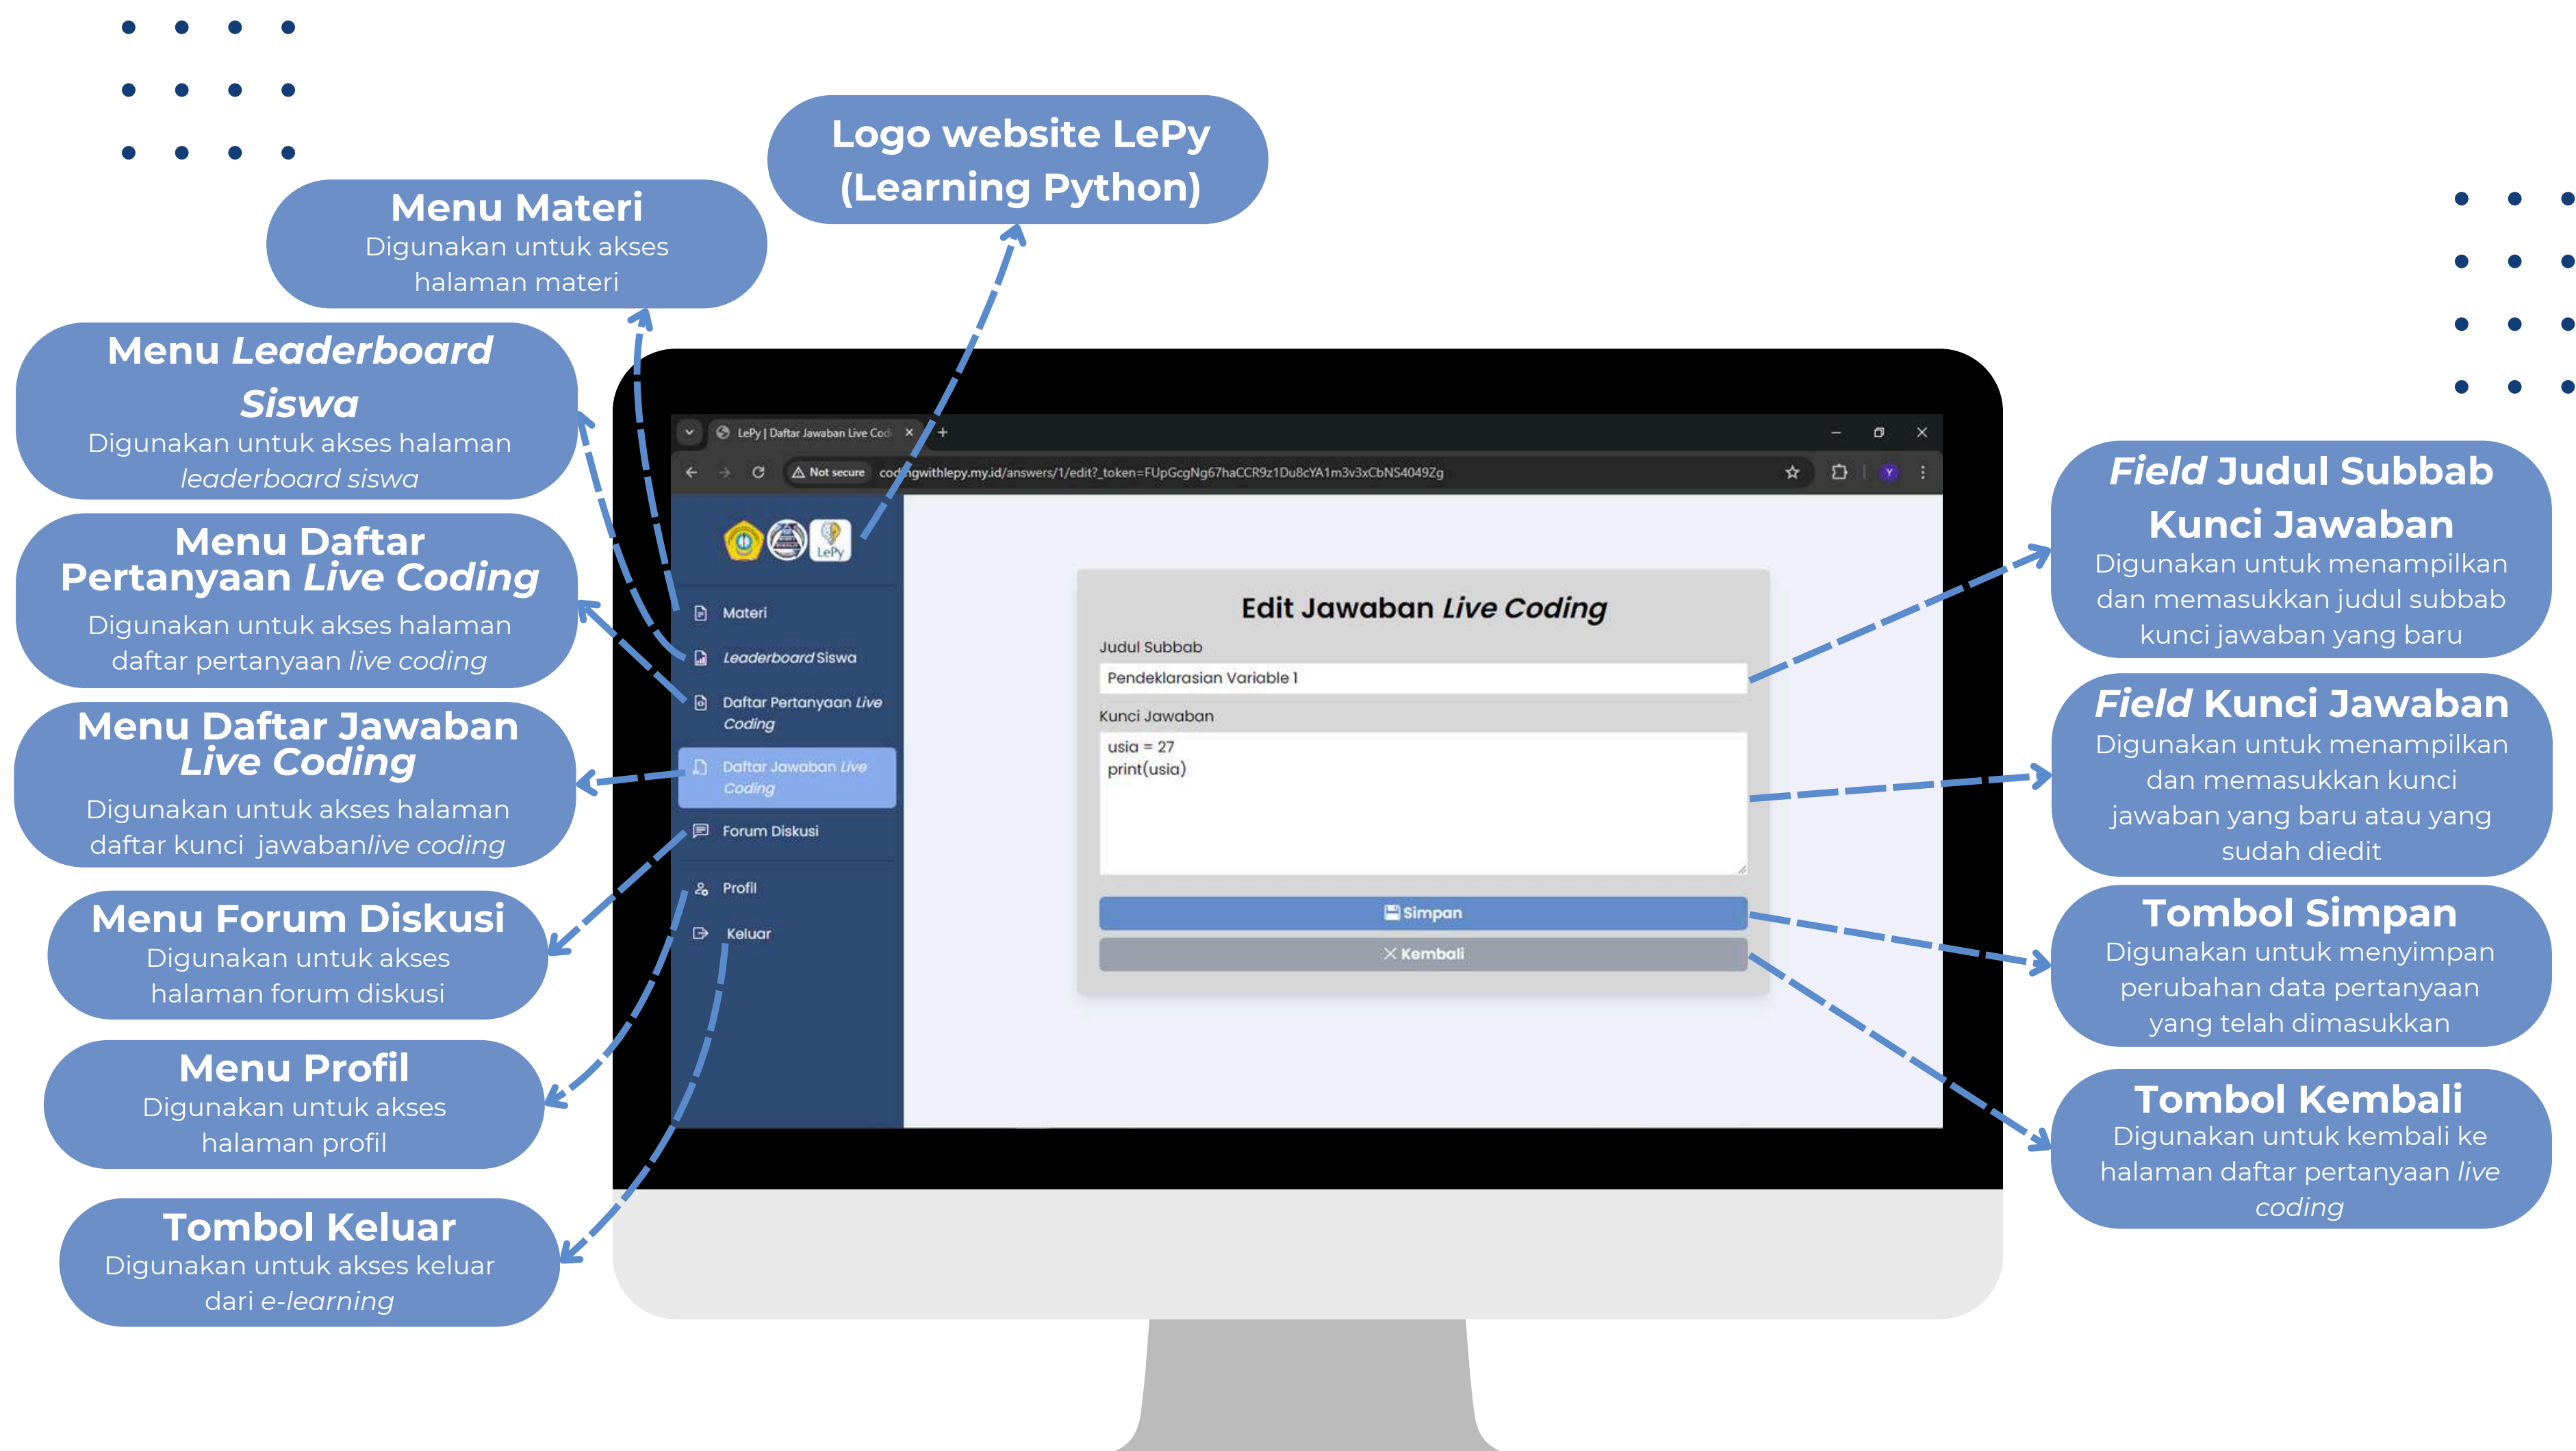 Logo website LePy
(Learning Python)
Menu Materi
Digunakan untuk akses
halaman materi
Menu Leaderboard
Siswa
Digunakan untuk akses halaman
leaderboard siswa
Menu Daftar
Pertanyaan Live Coding
Digunakan untuk akses halaman
daftar pertanyaan live coding
Menu Daftar Jawaban
Live Coding
Digunakan untuk akses halaman
daftar kunci jawabanlive coding
Menu Forum Diskusi
Digunakan untuk akses
halaman forum diskusi
Menu Profil
Digunakan untuk akses
halaman profil
Tombol Keluar
Digunakan untuk akses keluar
dari e-learning
LePy | Daftar Jawaban Live Cod
Not secure codingwithlepy.my.id/answers/1/edit?_token=FUpGcgNg67haCCR9z1Du8cYA1m3v3xCbNS4049Zg
Y
LePy
Materi
Leaderboard Siswa
Daftar Pertanyaan Live
Coding
Daftar Jawaban Live
Coding
Forum Diskusi
Profil
Keluar
Edit Jawaban Live Coding
Judul Subbab
Pendeklarasian Variable 1
Kunci Jawaban
usia = 27
print(usia)
Simpan
Kembali
Field Judul Subbab
Kunci Jawaban
Digunakan untuk menampilkan
dan memasukkan judul subbab
kunci jawaban yang baru
Field Kunci Jawaban
Digunakan untuk menampilkan
dan memasukkan kunci
jawaban yang baru atau yang
sudah diedit
Tombol Simpan
Digunakan untuk menyimpan
perubahan data pertanyaan
yang telah dimasukkan
Tombol Kembali
Digunakan untuk kembali ke
halaman daftar pertanyaan live
coding